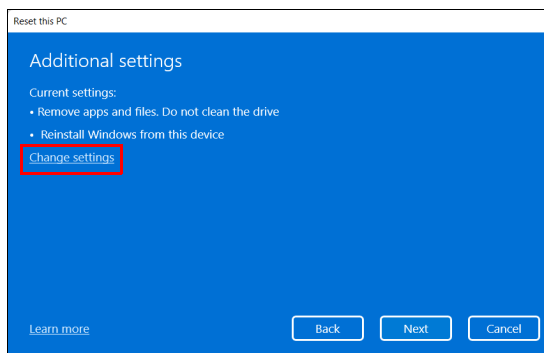 Reset this PC
Additional settings
Current settings:
• Remove apps and files. Do not clean the drive
• Reinstall Windows from this device
Change settings
Learn more
Back
Next
Cancel